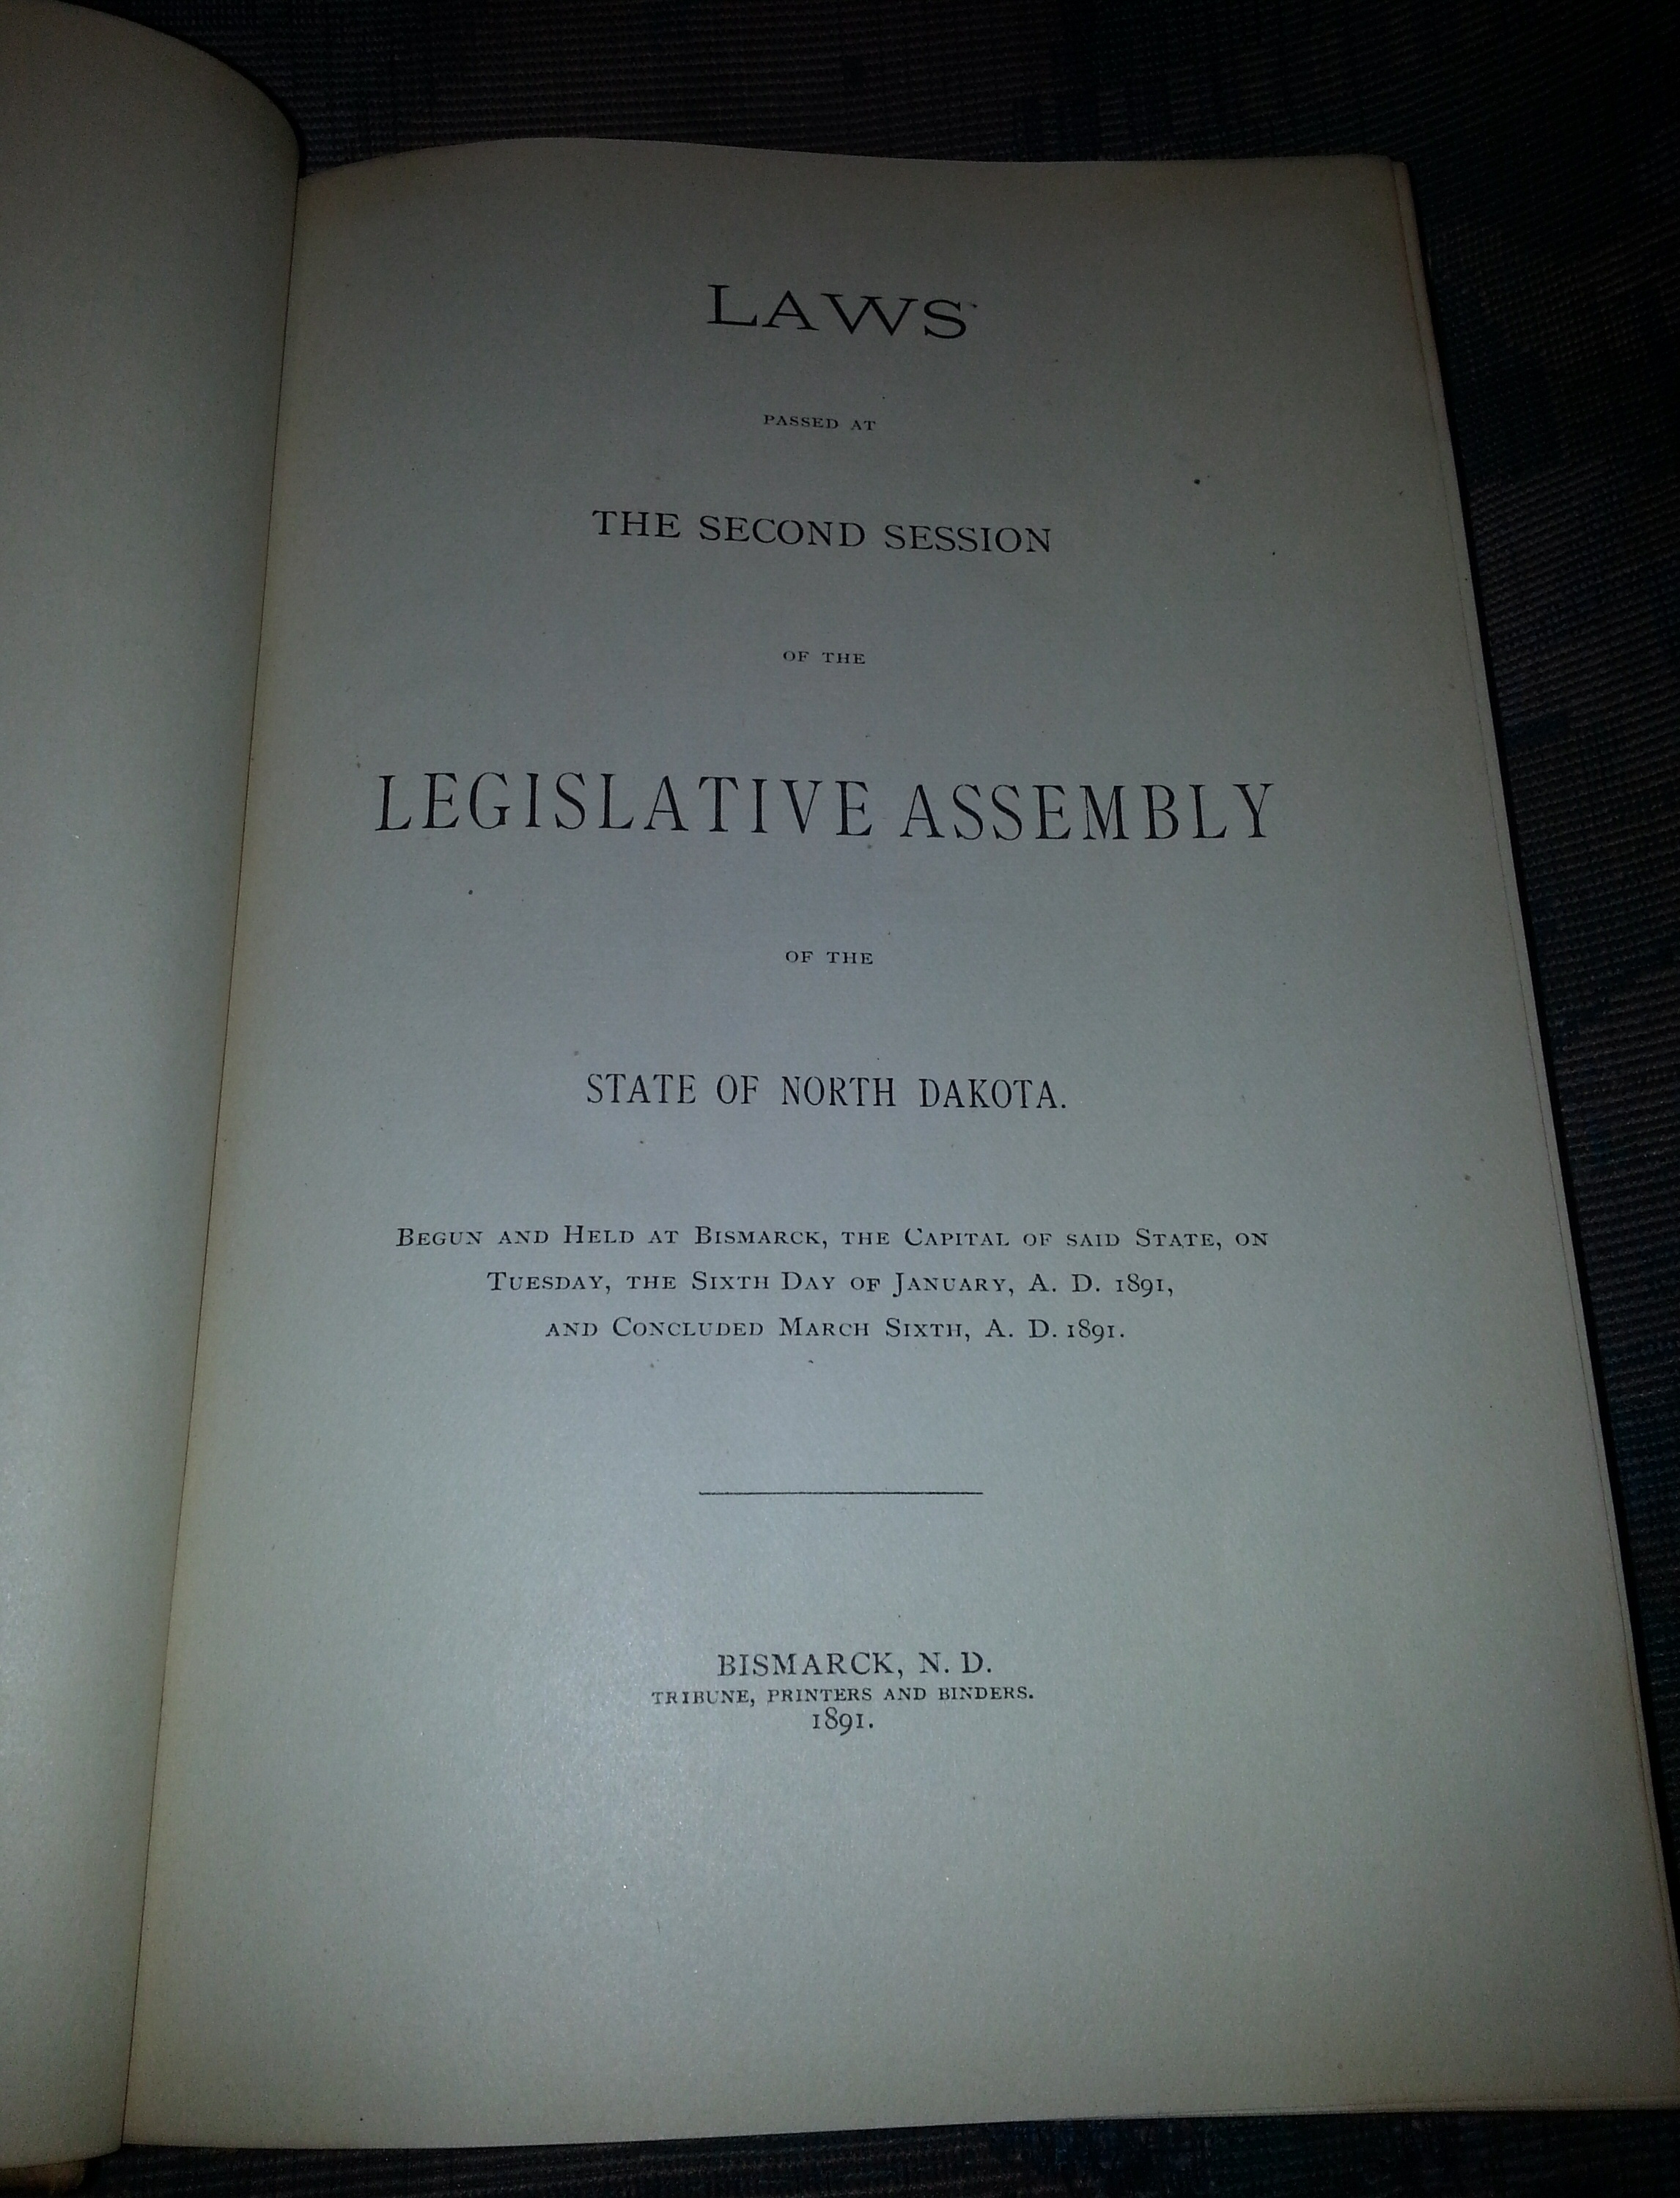 LAWS
PASSED AT
THE SECOND SESSION
OF THE
LEGISLATIVE ASSEMBLY
OF THE
STATE OF NORTH DAKOTA.
BEGUN AND HELD AT BISMARCK, THE CAPITAL OF SAID STATE, ON
TUESDAY, THE SIXTH DAY OF JANUARY, A. D. 1891,
AND CONCLUDED MARCH SIXTH, A. D. 1891.
BISMARCK, N. D.
TRIBUNE, PRINTERS AND BINDERS.
1891.